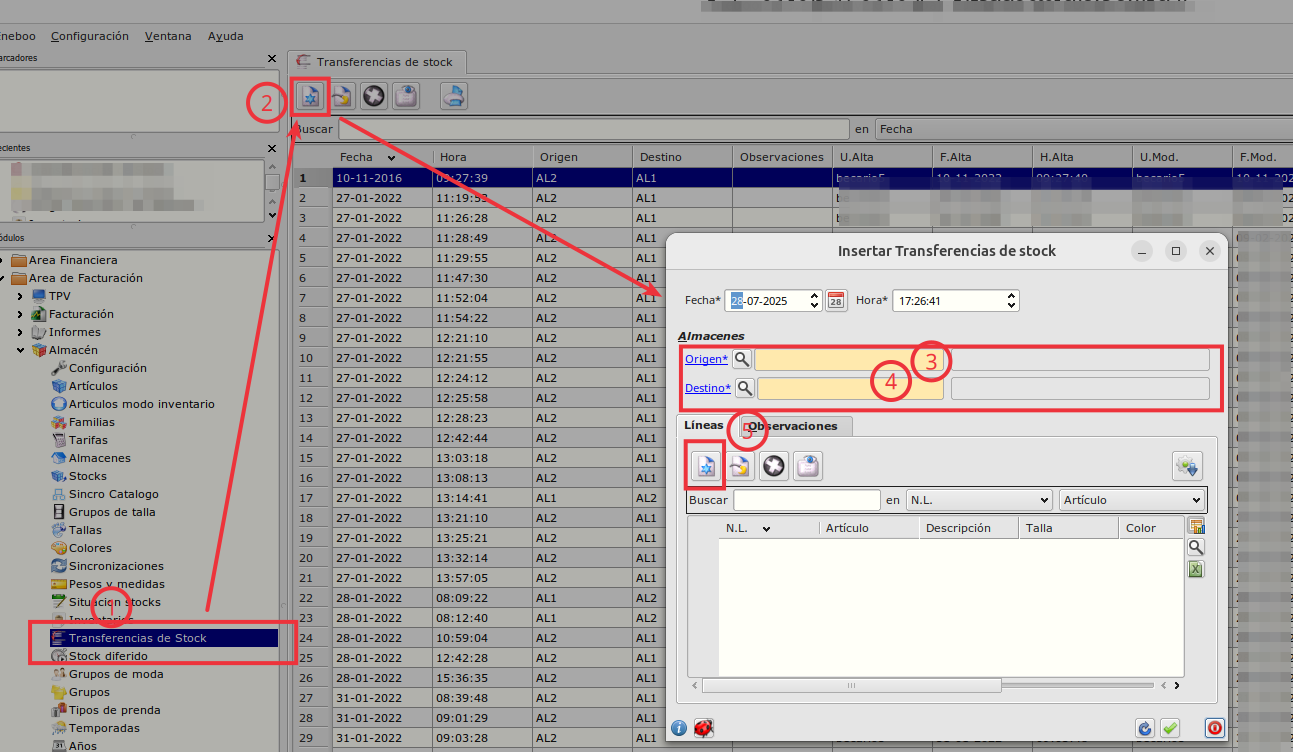 Eneboo Configuración Ventana Ayuda
Transferencias de stock
2
Buscar en Fecha
Fecha Hora Origen Destino Observaciones U.Alta F.Alta H.Alta U.Mod. F.Mod.
1 10-11-2016 09:27:39 AL2 AL1
2 27-01-2022 11:19:53 AL2 AL1
3 27-01-2022 11:26:28 AL2 AL1
4 27-01-2022 11:28:49 AL2 AL1
5 27-01-2022 11:29:55 AL2 AL1
6 27-01-2022 11:47:30 AL2 AL1
7 27-01-2022 11:52:04 AL2 AL1
8 27-01-2022 11:54:22 AL2 AL1
9 27-01-2022 12:21:10 AL2 AL1
10 27-01-2022 12:21:55 AL2 AL1
11 27-01-2022 12:24:12 AL2 AL1
12 27-01-2022 12:25:58 AL2 AL1
13 27-01-2022 12:28:23 AL2 AL1
14 27-01-2022 12:42:44 AL2 AL1
15 27-01-2022 13:03:18 AL2 AL1
16 27-01-2022 13:08:13 AL2 AL1
17 27-01-2022 13:14:41 AL1 AL2
18 27-01-2022 13:21:10 AL2 AL1
19 27-01-2022 13:25:21 AL2 AL1
20 27-01-2022 13:32:14 AL2 AL1
21 27-01-2022 13:57:05 AL2 AL1
22 28-01-2022 08:09:22 AL1 AL2
23 28-01-2022 08:12:40 AL1 AL2
24 28-01-2022 10:59:04 AL2 AL1
25 28-01-2022 12:42:28 AL2 AL1
26 28-01-2022 15:36:35 AL2 AL1
27 31-01-2022 08:39:48 AL2 AL1
28 31-01-2022 09:01:29 AL2 AL1
29 31-01-2022 09:03:28 AL2 AL1
Area Financiera
Area de Facturación
TPV
Facturación
Informes
Almacén
Configuración
Artículos
Articulos modo inventario
Familias
Tarifas
Almacenes
Stocks
Sincro Catalogo
Grupos de talla
Tallas
Colores
Sincronizaciones
Pesos y medidas
Situacion stocks
1
Inventarios
Transferencias de Stock
Stock diferido
Grupos de moda
Grupos
Tipos de prenda
Temporadas
Años
Insertar Transferencias de stock
Fecha* 28-07-2025 28 Hora* 17:26:41
Almacenes
Origen* 3
Destino* 4
Líneas 5 Observaciones
Buscar en N.L. Artículo
N.L. Artículo Descripción Talla Color